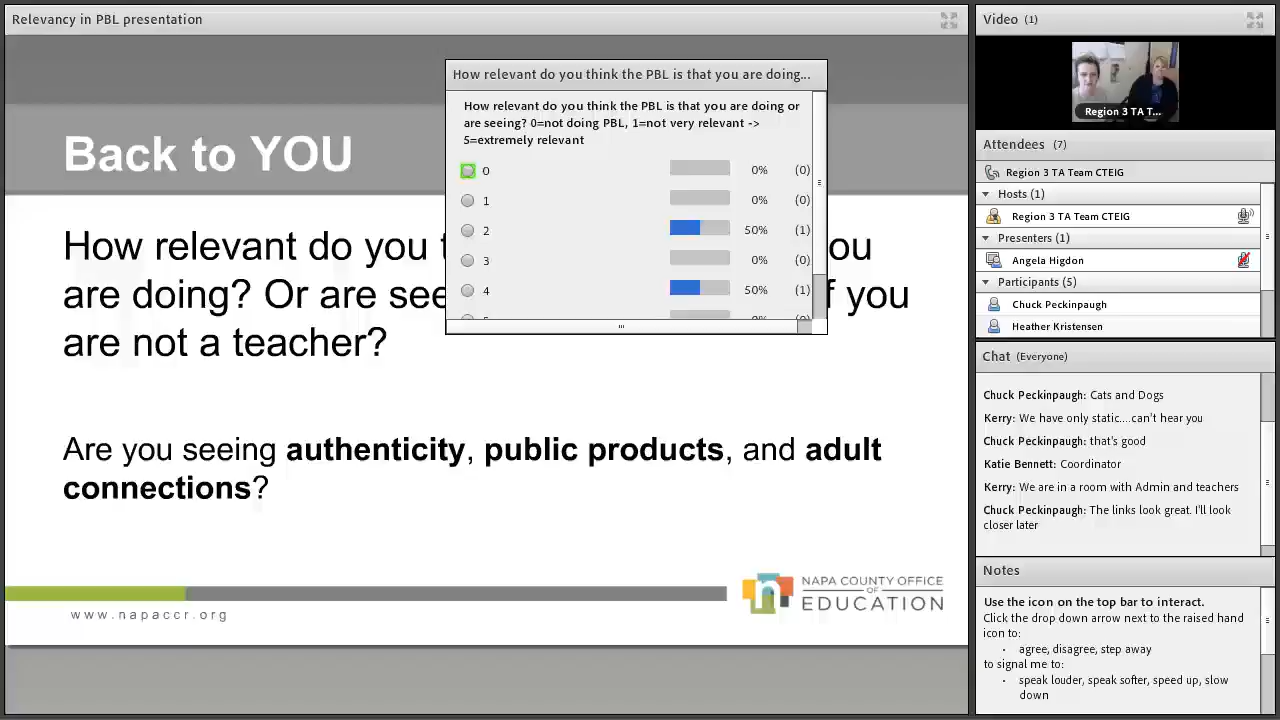 Relevancy in PBL presentation
Back to YOU
How relevant do you t
ou
are doing? Or are see
f you
are not a teacher?
Are you seeing authenticity, public products, and adult
connections?
www.napaccr.org
NAPA COUNTY OFFICE
OF
EDUCATION
How relevant do you think the PBL is that you are doing...
How relevant do you think the PBL is that you are doing or
are seeing? 0=not doing PBL, 1=not very relevant ->
5=extremely relevant
0 0% (0)
1 0% (0)
2 50% (1)
3 0% (0)
4 50% (1)
Video (1)
Region 3 TA T...
Attendees (7)
Region 3 TA Team CTEIG
Hosts (1)
Region 3 TA Team CTEIG
Presenters (1)
Angela Higdon
Participants (5)
Chuck Peckinpaugh
Heather Kristensen
Chat (Everyone)
Chuck Peckinpaugh: Cats and Dogs
Kerry: We have only static...can't hear you
Chuck Peckinpaugh: that's good
Katie Bennett: Coordinator
Kerry: We are in a room with Admin and teachers
Chuck Peckinpaugh: The links look great. I'll look
closer later
Notes
Use the icon on the top bar to interact.
Click the drop down arrow next to the raised hand
icon to:
· agree, disagree, step away
to signal me to:
· speak louder, speak softer, speed up, slow
down